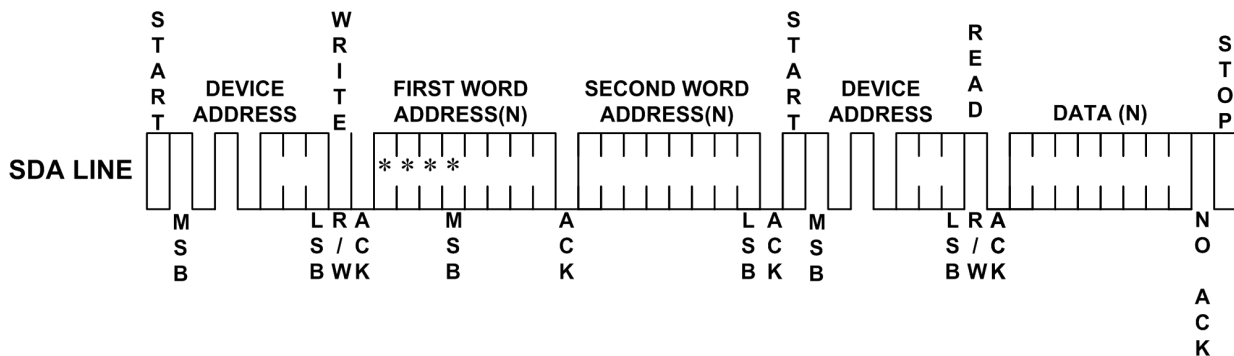 START
WRITE
START
READ
STOP
DEVICE
ADDRESS
FIRST WORD
ADDRESS(N)
SECOND WORD
ADDRESS(N)
DEVICE
ADDRESS
DATA (N)
SDA LINE
* * * *
MSB
LSB
R/W
ACK
MSB
ACK
LSB
ACK
MSB
LSB
R/W
ACK
NO ACK